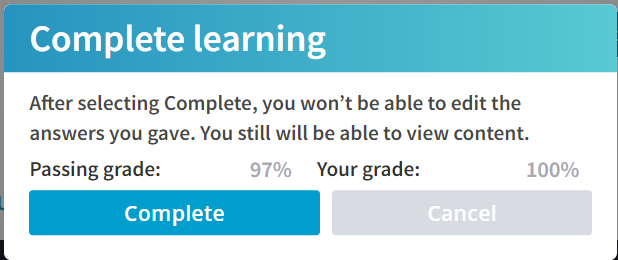 Complete learning
After selecting Complete, you won’t be able to edit the
answers you gave. You still will be able to view content.
Passing grade: 97% Your grade: 100%
Complete Cancel